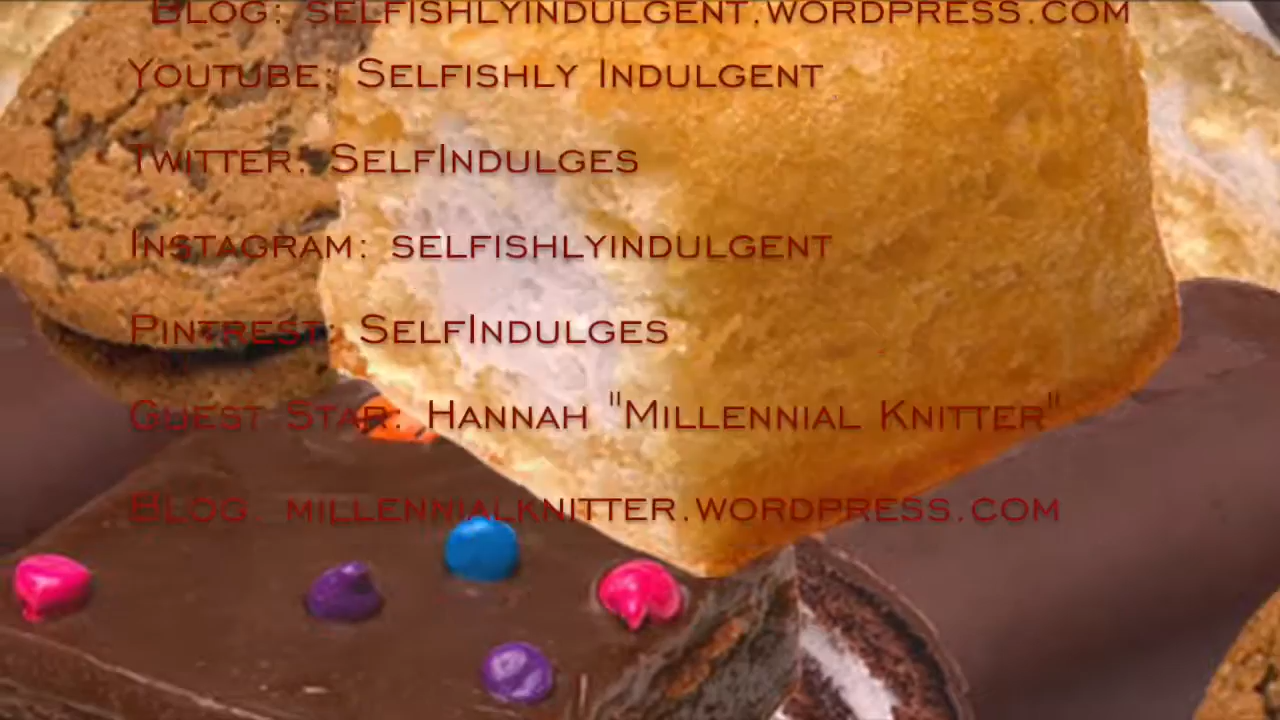 Blog: selfishlyindulgent.wordpress.com
Youtube: Selfishly Indulgent
Twitter: SelfIndulges
Instagram: selfishlyindulgent
Pintrest: SelfIndulges
Guest Star: Hannah "Millennial Knitter"
Blog: millennialknitter.wordpress.com